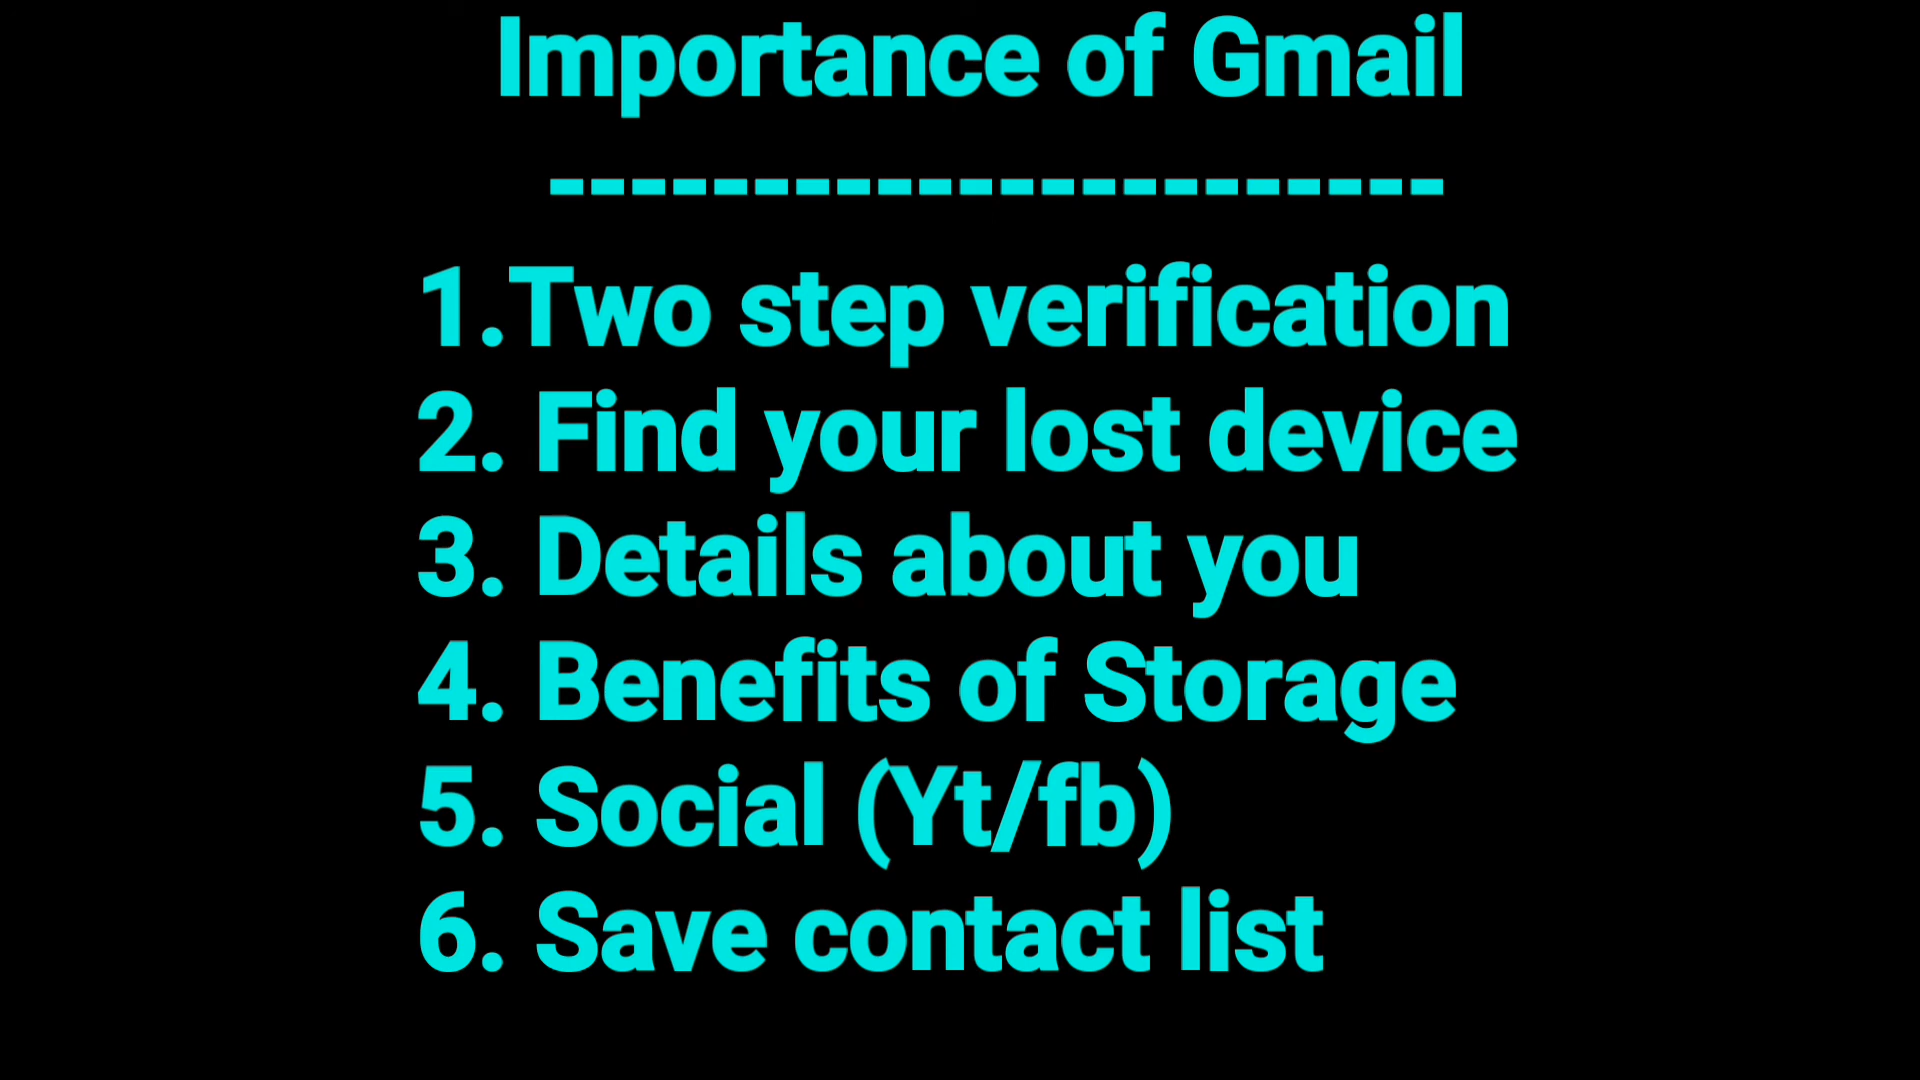 Importance of Gmail
----------------------
1.Two step verification
2. Find your lost device
3. Details about you
4. Benefits of Storage
5. Social (Yt/fb)
6. Save contact list